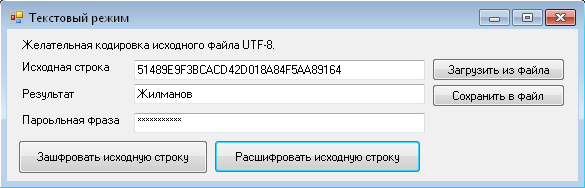 Текстовый режим
Желательная кодировка исходного файла UTF-8.
Исходная строка 51489E9F3BCACD42D018A84F5AA89164 Загрузить из файла
Результат Жилманов Сохранить в файл
Паройльная фраза ***********
Зашфровать исходную строку Расшифровать исходную строку